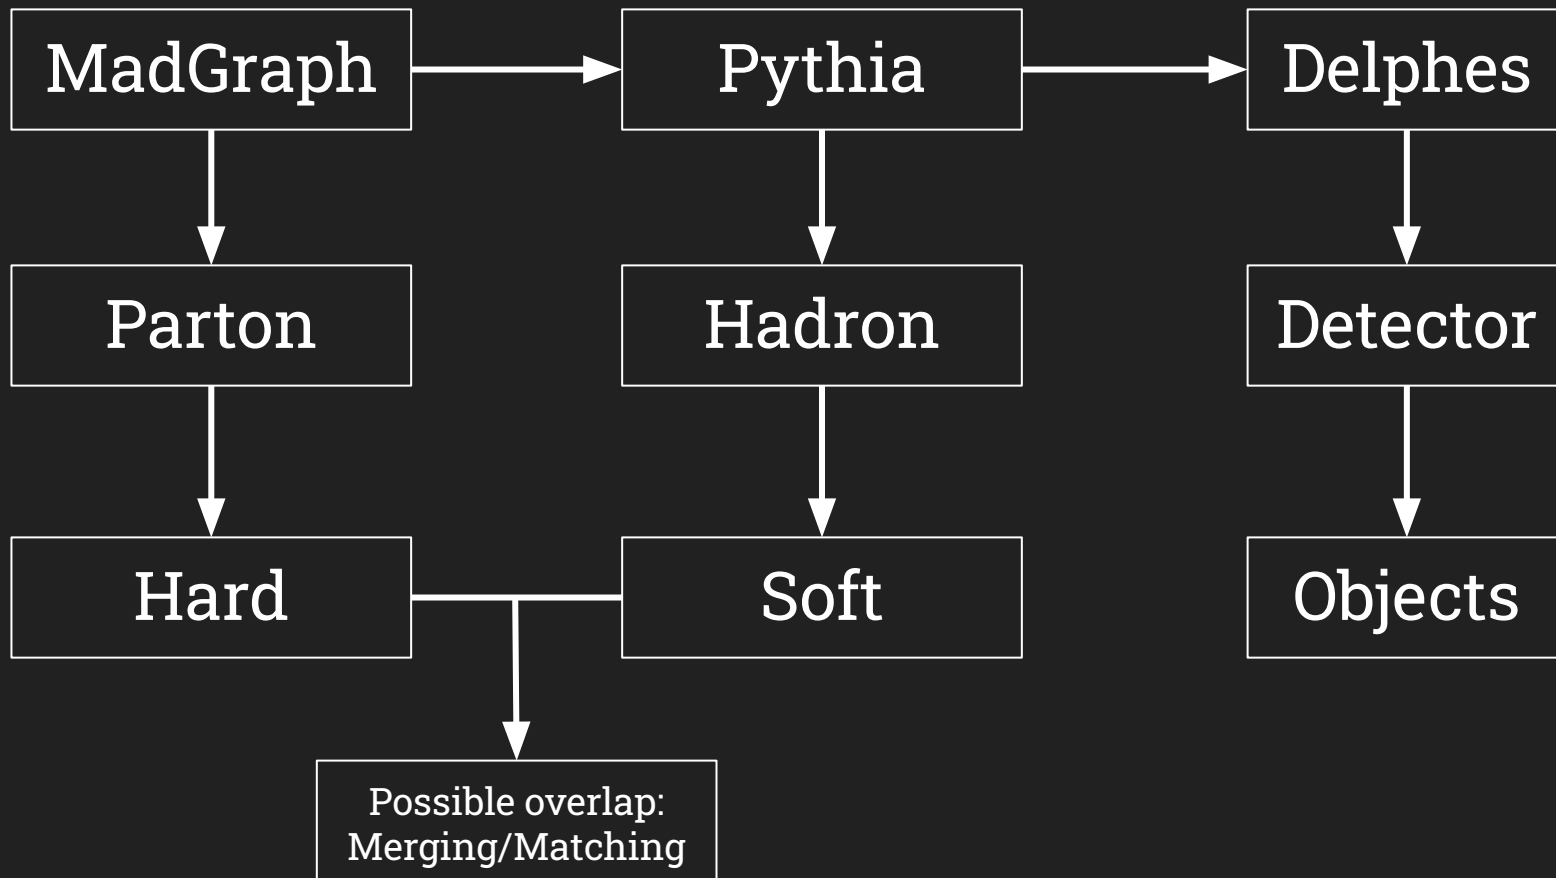 MadGraph
Pythia
Delphes
Parton
Hadron
Detector
Hard
Soft
Objects
Possible overlap:
Merging/Matching